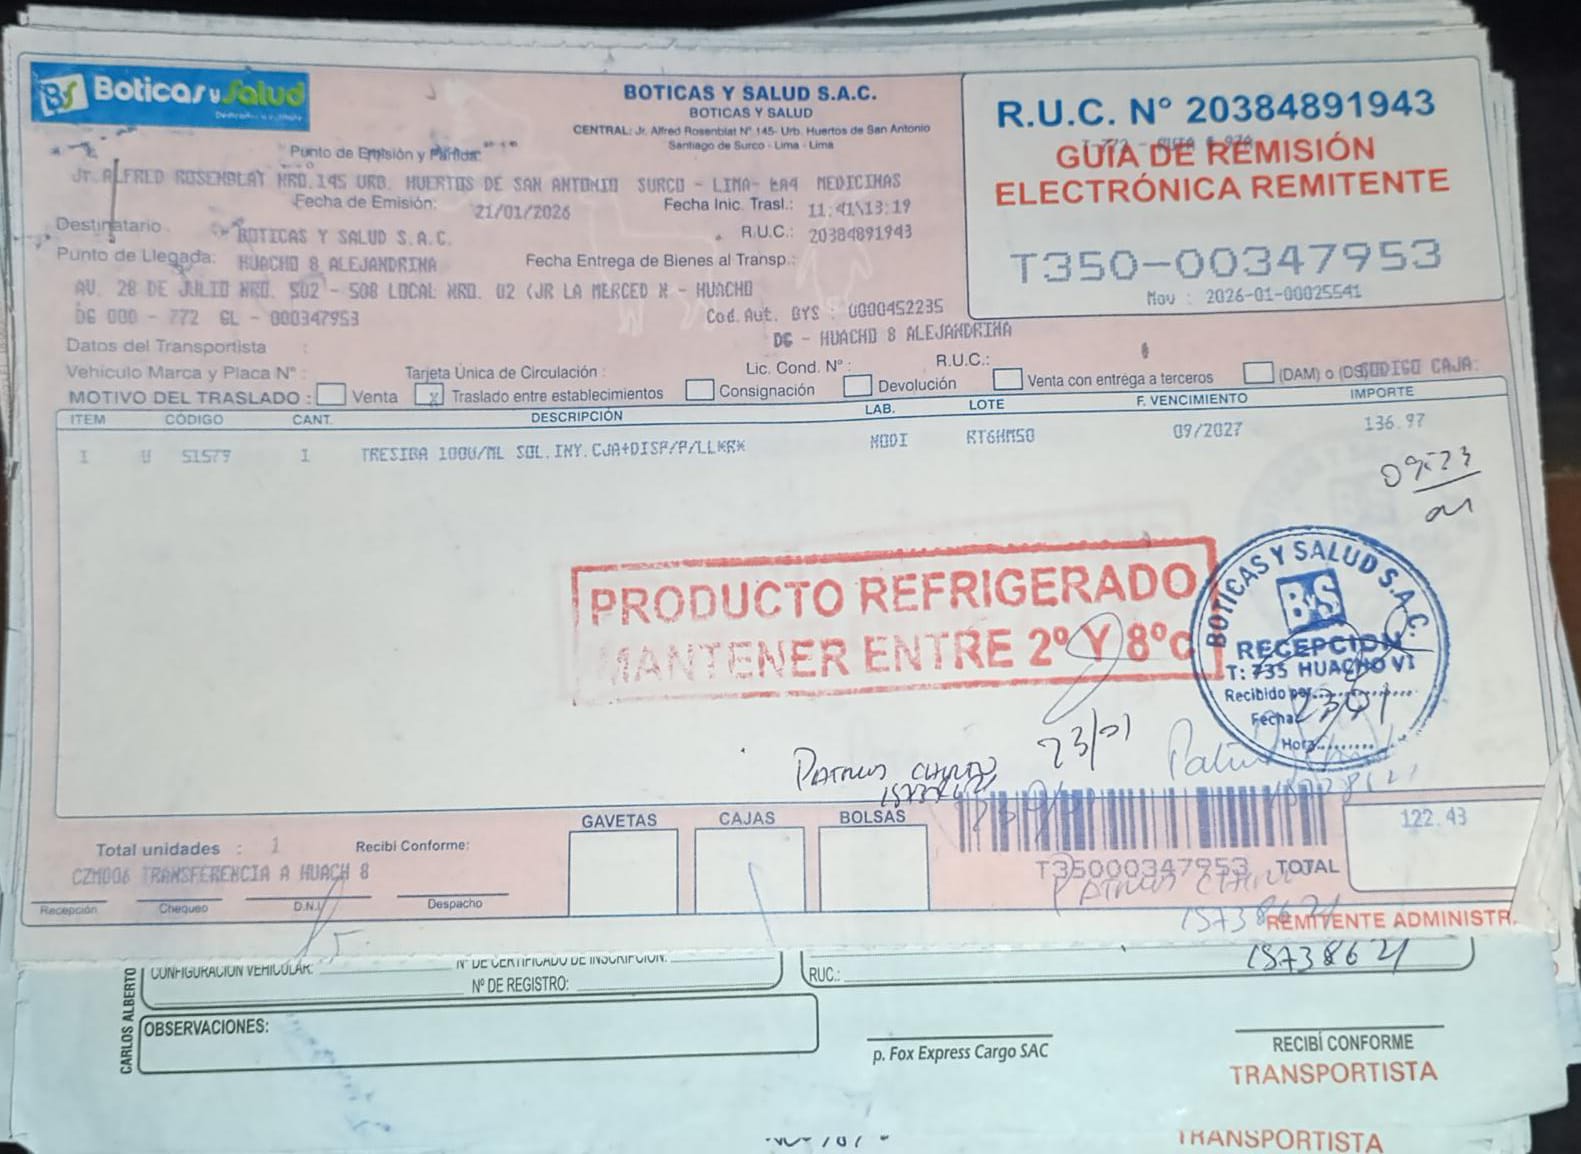 BS Boticas y Salud
BOTICAS Y SALUD S.A.C.
BOTICAS Y SALUD
CENTRAL: Jr. Alfred Rosenblat Nº 145- Urb. Huertos de San Antonio
Santiago de Surco - Lima - Lima
R.U.C. N° 20384891943
GUÍA DE REMISIÓN
ELECTRÓNICA REMITENTE
T350-00347953
Mov : 2026-01-00025541
Punto de Emisión y Partida:
Jr. ALFRED ROSENBLAT NRO.145 URB. HUERTOS DE SAN ANTONIO SURCO - LIMA- MEDICINAS
Fecha de Emisión: 21/01/2026 Fecha Inic. Trasl.: 11:41\13:19
Destinatario BOTICAS Y SALUD S.A.C. R.U.C.: 20384891943
Punto de Llegada: HUACHO 8 ALEJANDRINA Fecha Entrega de Bienes al Transp.:
AV. 28 DE JULIO NRO. 502 - 508 LOCAL NRO. 02 (JR LA MERCED N - HUACHO
DG 000 - 772 GL - 000347953 Cod. Aut. BYS : 0000452235
DG - HUACHO 8 ALEJANDRINA
Datos del Transportista :
Vehículo Marca y Placa N° : Tarjeta Única de Circulación : Lic. Cond. N° : R.U.C.:
MOTIVO DEL TRASLADO : Venta x Traslado entre establecimientos Consignación Devolución Venta con entrega a terceros (DAM) o (DS CODIGO CAJA:
ITEM CÓDIGO CANT. DESCRIPCIÓN LAB. LOTE F. VENCIMIENTO IMPORTE
1 U 51579 1 TRESIBA 100U/ML SOL.INY.CJA+DISP/P/LLKRK NODI RT6HM50 09/2027 136.97
PRODUCTO REFRIGERADO
MANTENER ENTRE 2º Y 8ºc
BOTICAS Y SALUD S.A.C.
BS
RECEPCION
T: 735 HUACHO VI
Recibido por
Fecha
Hora
23/01
GAVETAS CAJAS BOLSAS
Total unidades : 1 Recibí Conforme:
122.43
CZM006 TRANSFERENCIA A HUACH 8
T35000347953 TOTAL
Recepción Chequeo D.N.I. Despacho
REMITENTE ADMINISTR.
15738621
CARLOS ALBERTO
CONFIGURACIÓN VEHICULAR: Nº DE CERTIFICADO DE INSCRIPCIÓN:
Nº DE REGISTRO:
RUC.:
OBSERVACIONES:
p. Fox Express Cargo SAC
RECIBÍ CONFORME
TRANSPORTISTA
TRANSPORTISTA